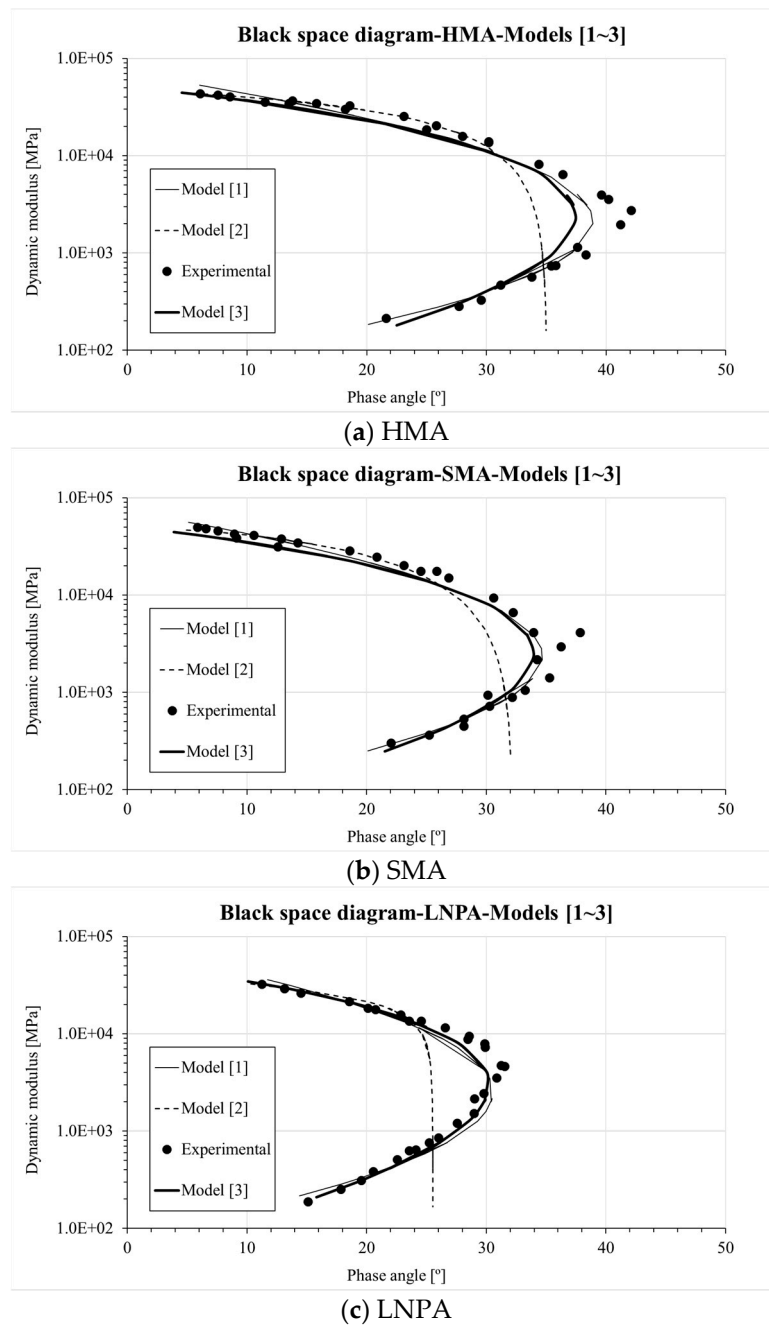 Black space diagram-HMA-Models [1~3]
1.0E+05
1.0E+04
1.0E+03
1.0E+02
Dynamic modulus [MPa]
Model [1]
Model [2]
Experimental
Model [3]
0 10 20 30 40 50
Phase angle [º]
(a) HMA
Black space diagram-SMA-Models [1~3]
1.0E+05
1.0E+04
1.0E+03
1.0E+02
Dynamic modulus [MPa]
Model [1]
Model [2]
Experimental
Model [3]
0 10 20 30 40 50
Phase angle [º]
(b) SMA
Black space diagram-LNPA-Models [1~3]
1.0E+05
1.0E+04
1.0E+03
1.0E+02
Dynamic modulus [MPa]
Model [1]
Model [2]
Experimental
Model [3]
0 10 20 30 40 50
Phase angle [º]
(c) LNPA